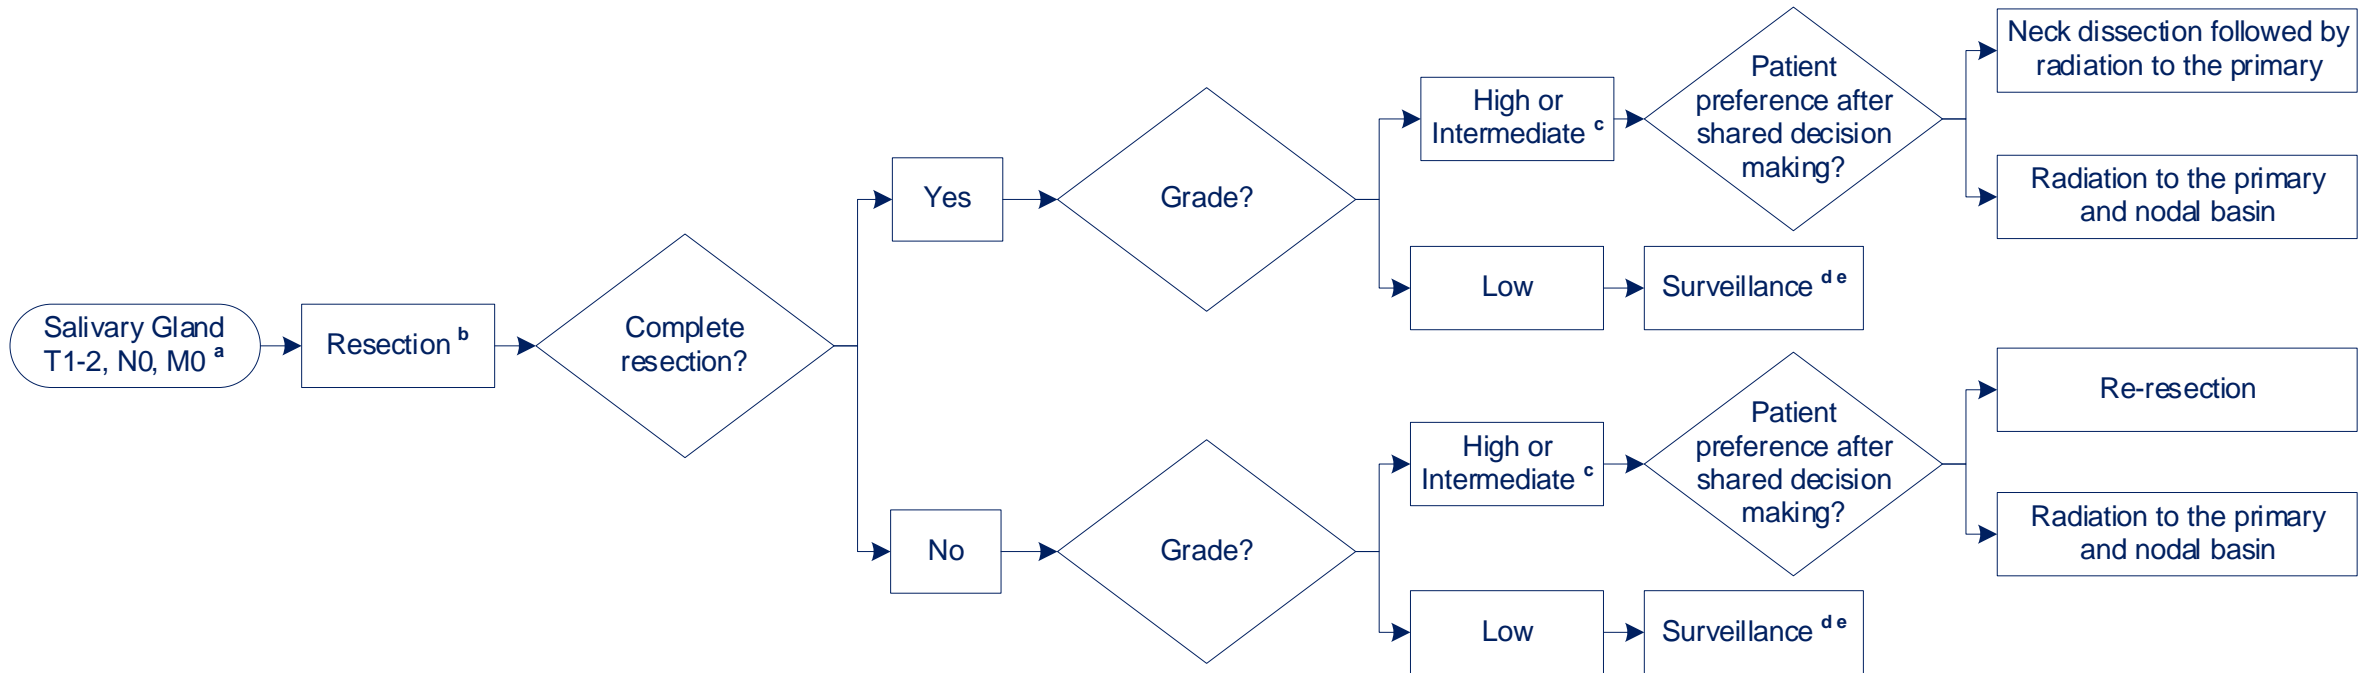 Salivary Gland
T1-2, N0, M0 a
Resection b
Complete
resection?
Yes
Grade?
High or
Intermediate c
Patient
preference after
shared decision
making?
Neck dissection followed by
radiation to the primary
Radiation to the primary
and nodal basin
Low
Surveillance d e
No
Grade?
High or
Intermediate c
Patient
preference after
shared decision
making?
Re-resection
Radiation to the primary
and nodal basin
Low
Surveillance d e